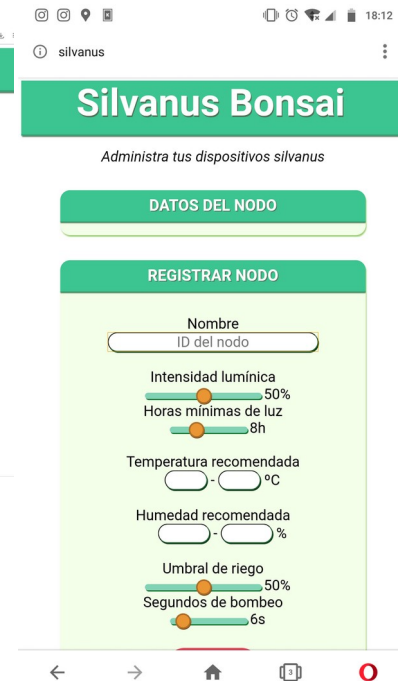 18:12
silvanus
Silvanus Bonsai
Administra tus dispositivos silvanus
DATOS DEL NODO
REGISTRAR NODO
Nombre
ID del nodo
Intensidad lumínica
50%
Horas mínimas de luz
8h
Temperatura recomendada
- ºC
Humedad recomendada
- %
Umbral de riego
50%
Segundos de bombeo
6s
3